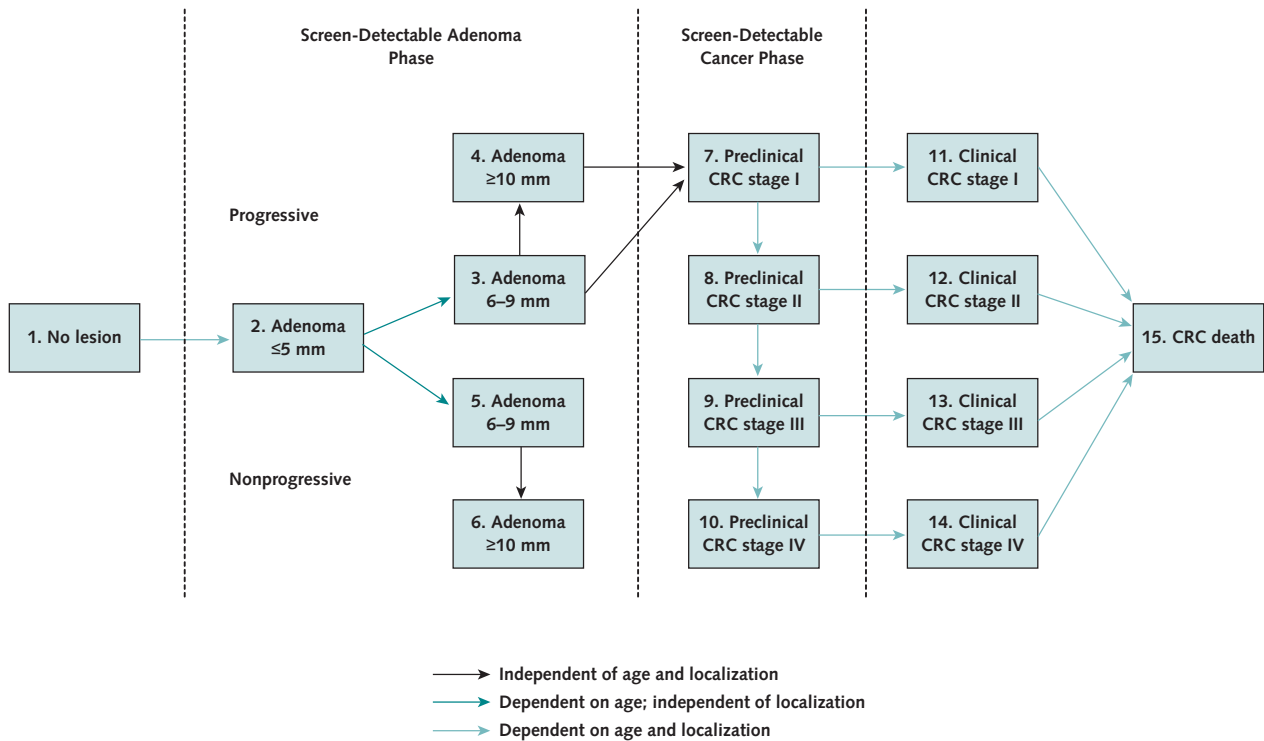 Screen-Detectable Adenoma
Phase
Screen-Detectable
Cancer Phase
4. Adenoma
≥10 mm
7. Preclinical
CRC stage I
11. Clinical
CRC stage I
Progressive
3. Adenoma
6–9 mm
8. Preclinical
CRC stage II
12. Clinical
CRC stage II
1. No lesion
2. Adenoma
≤5 mm
15. CRC death
5. Adenoma
6–9 mm
9. Preclinical
CRC stage III
13. Clinical
CRC stage III
Nonprogressive
6. Adenoma
≥10 mm
10. Preclinical
CRC stage IV
14. Clinical
CRC stage IV
Independent of age and localization
Dependent on age; independent of localization
Dependent on age and localization